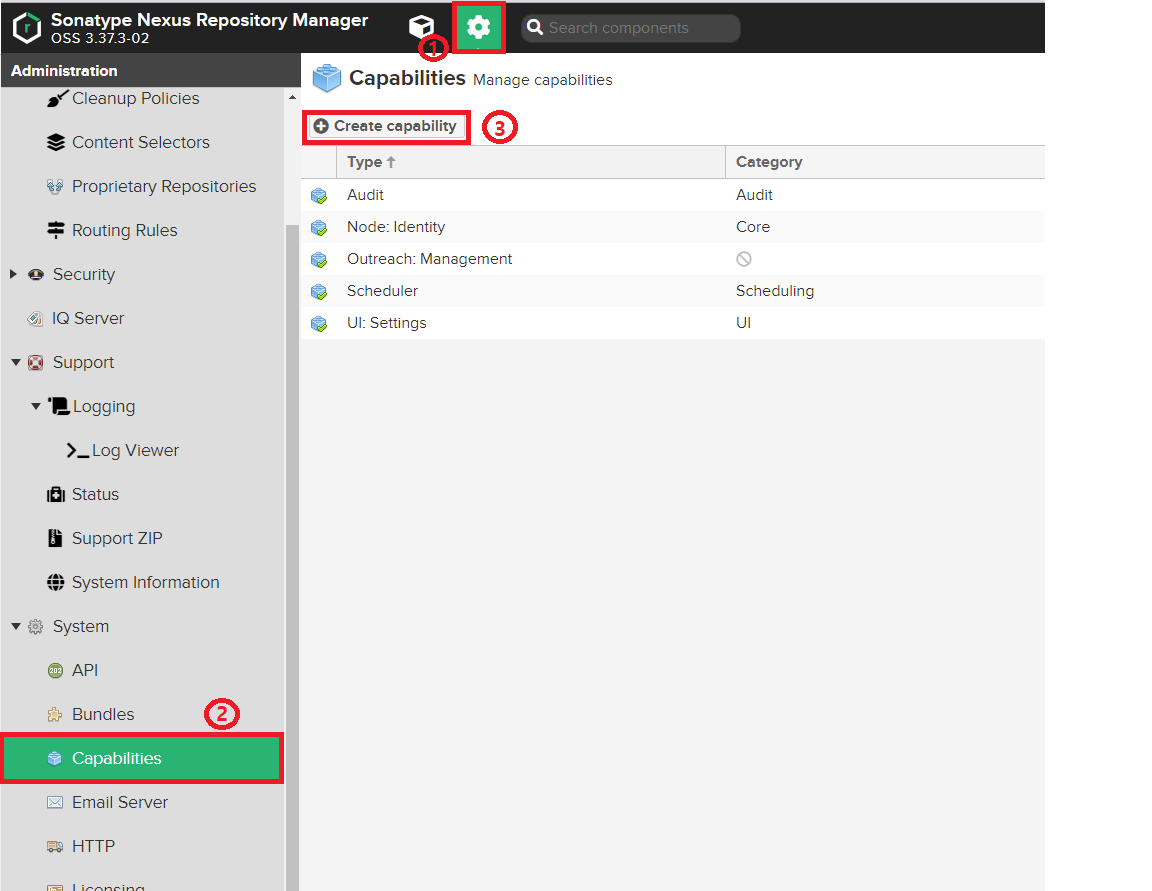 Sonatype Nexus Repository Manager
OSS 3.37.3-02
1
Search components
Administration
Cleanup Policies
Content Selectors
Proprietary Repositories
Routing Rules
Security
IQ Server
Support
Logging
Log Viewer
Status
Support ZIP
System Information
System
API
Bundles
2
Capabilities
Email Server
HTTP
Licensing
Capabilities Manage capabilities
Create capability
3
Type Category
Audit Audit
Node: Identity Core
Outreach: Management
Scheduler Scheduling
UI: Settings UI